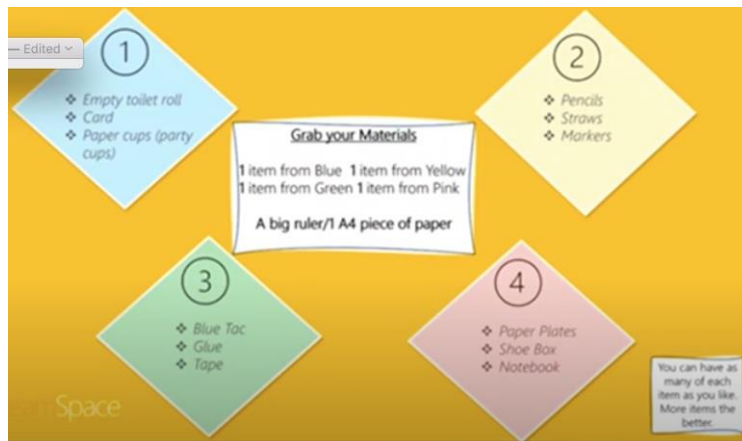 — Edited
1
❖ Empty toilet roll
❖ Card
❖ Paper cups (party
cups)
2
❖ Pencils
❖ Straws
❖ Markers
Grab your Materials
1 item from Blue 1 item from Yellow
1 item from Green 1 item from Pink
A big ruler/1 A4 piece of paper
3
❖ Blue Tac
❖ Glue
❖ Tape
4
❖ Paper Plates
❖ Shoe Box
❖ Notebook
You can have as
many of each
item as you like.
More items the
better.
Space